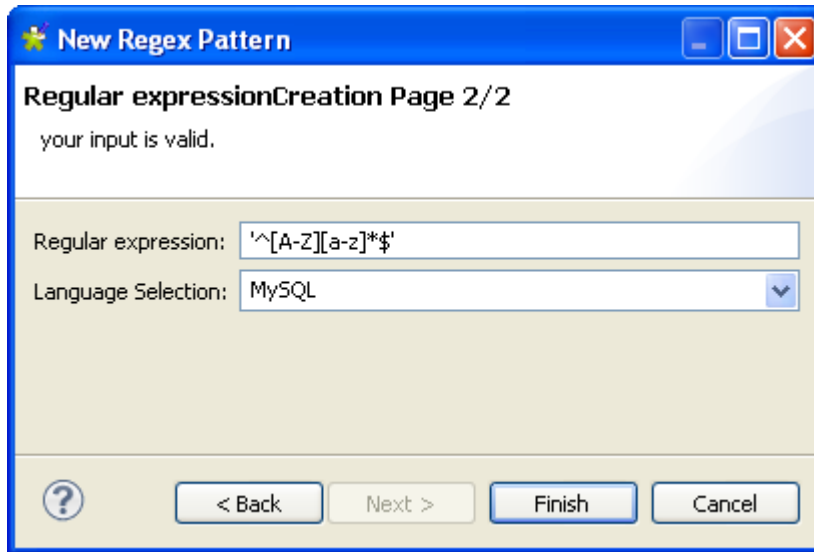 New Regex Pattern
Regular expressionCreation Page 2/2
your input is valid.
Regular expression: '^[A-Z][a-z]*$'
Language Selection: MySQL
? < Back Next > Finish Cancel